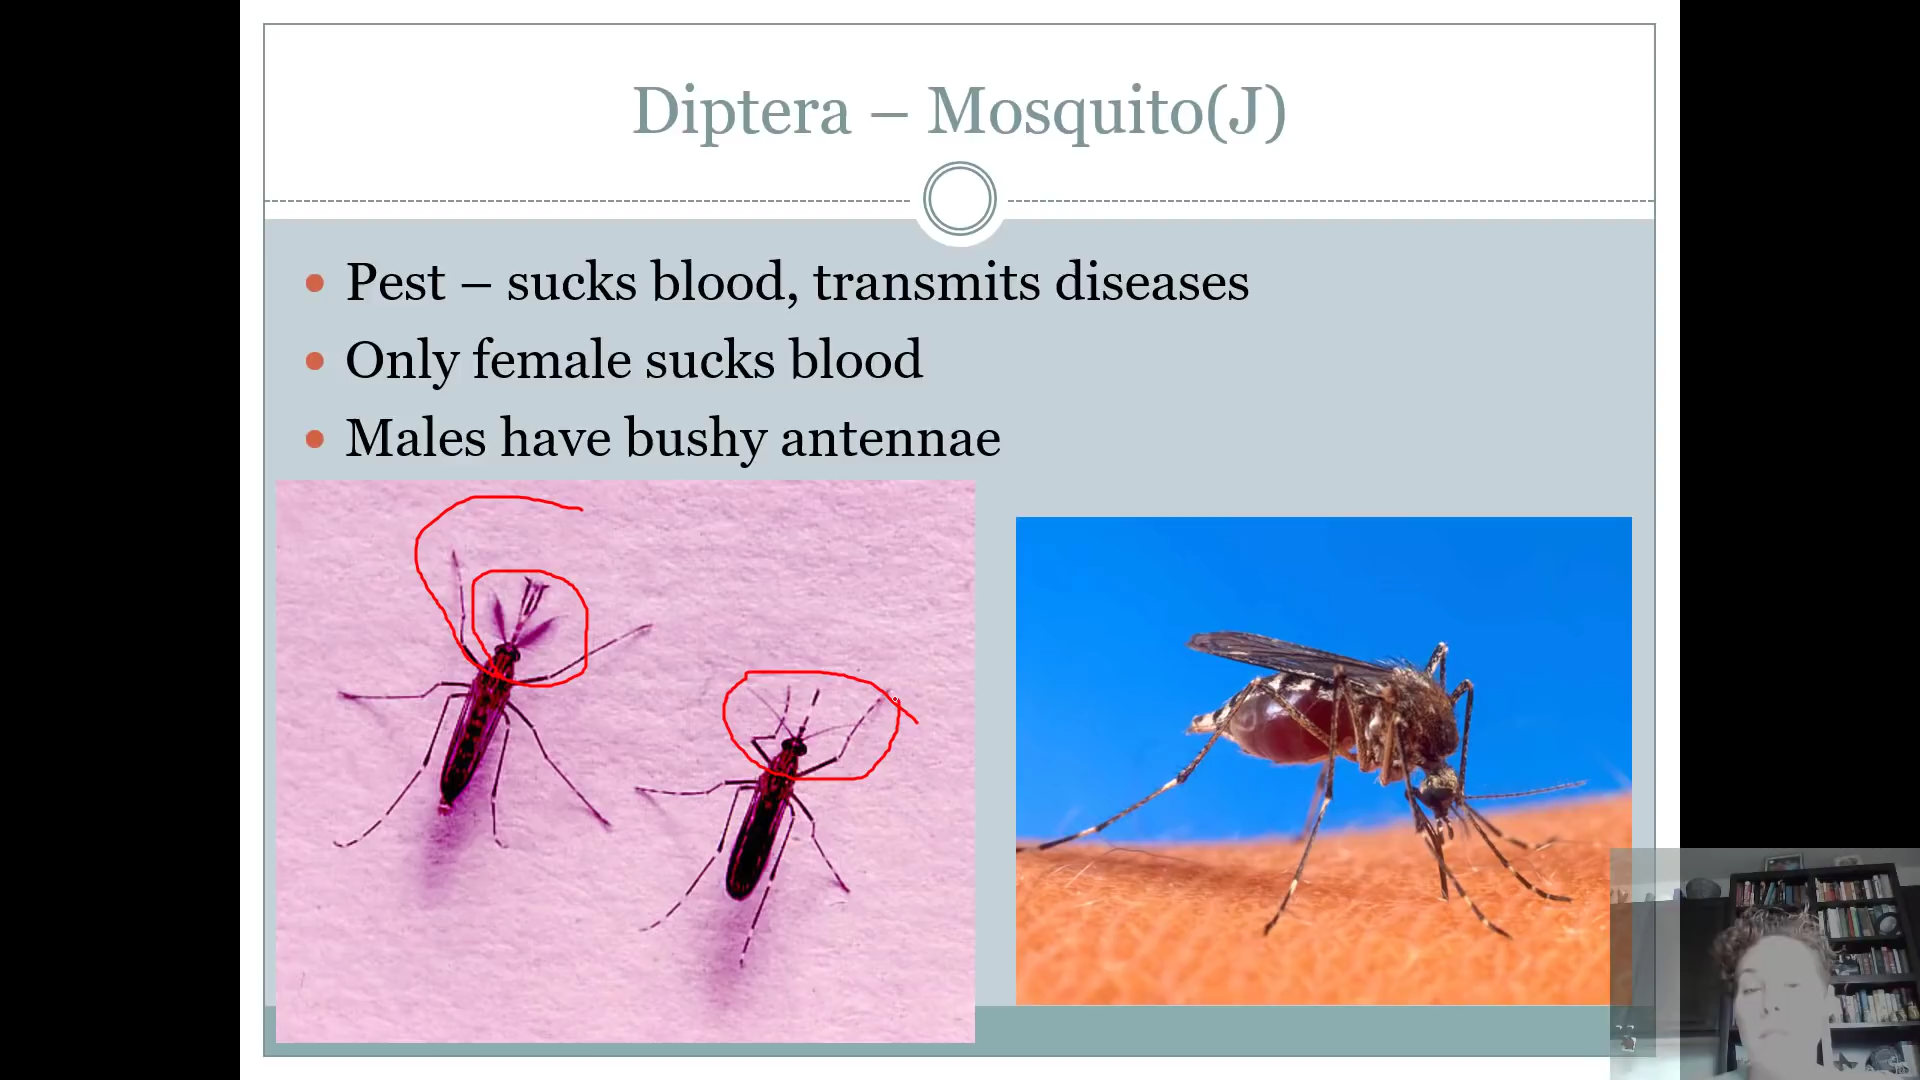 Diptera – Mosquito(J)
Pest – sucks blood, transmits diseases
Only female sucks blood
Males have bushy antennae